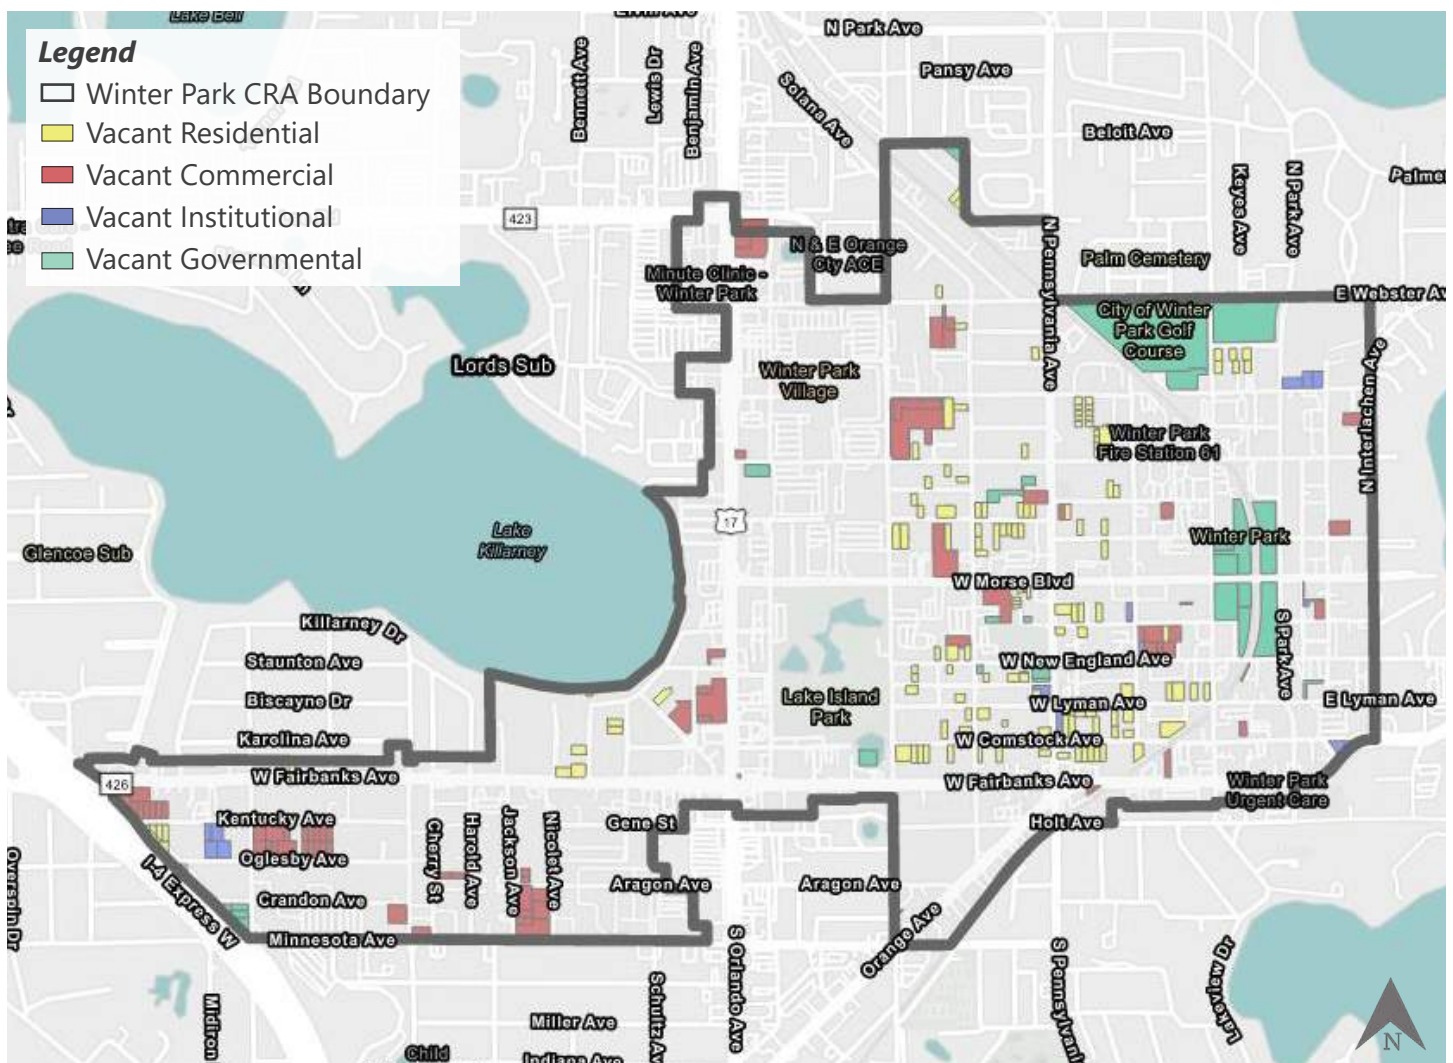 Lake Bell
Legend
Winter Park CRA Boundary
Vacant Residential
Vacant Commercial
Vacant Institutional
Vacant Governmental
Bennett Ave
Lewis Dr
Benjamin Ave
N Park Ave
Pansy Ave
Solana Ave
Beloit Ave
Keyes Ave
N Park Ave
423
N & E Orange
Cty ACE
Minute Clinic -
Winter Park
N Pennsylvania Ave
Palm Cemetery
E Webster Av
City of Winter
Park Golf
Course
Lords Sub
Winter Park
Village
N Interlachen Ave
Winter Park
Fire Station 61
Lake
Killarney
17
Glencoe Sub
Winter Park
W Morse Blvd
Killarney Dr
Staunton Ave
W New England Ave
S Park Ave
Biscayne Dr
Lake Island
Park
W Lyman Ave
E Lyman Ave
Karolina Ave
W Comstock Ave
426
W Fairbanks Ave
W Fairbanks Ave
Winter Park
Urgent Care
Kentucky Ave
Gene St
Holt Ave
Cherry St
Harold Ave
Jackson Ave
Nicolet Ave
Oglesby Ave
I-4 Express W
Crandon Ave
Aragon Ave
Aragon Ave
Minnesota Ave
Orange Ave
S Orlando Ave
Midiron
Miller Ave
Schultz Av
Lakeview Dr
Child
Indiana Ave
N